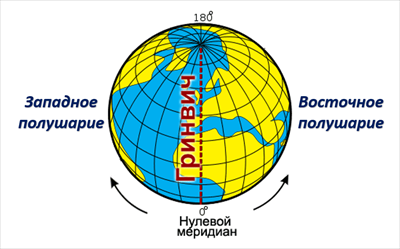 180°
Западное
полушарие
Гринвич
Восточное
полушарие
0°
Нулевой
меридиан